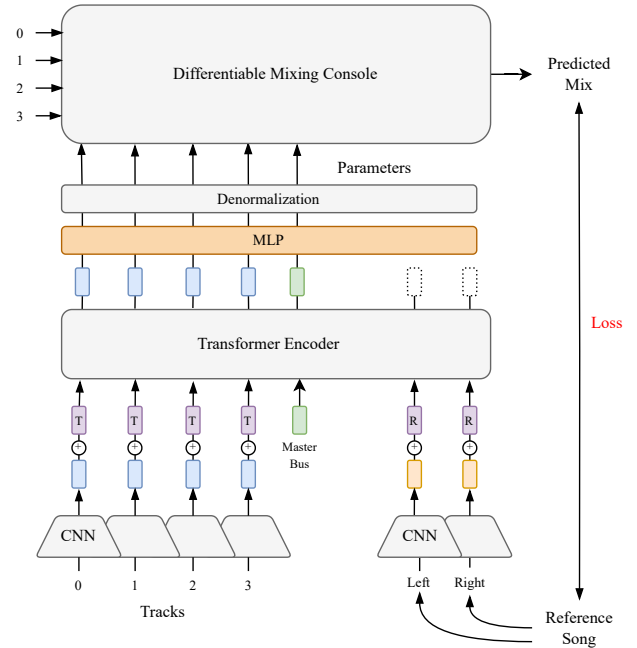 0
1
2
3
Differentiable Mixing Console
Predicted
Mix
Parameters
Denormalization
MLP
Loss
Transformer Encoder
T
T
T
T
R
R
+
+
+
+
+
+
Master
Bus
CNN
CNN
0
1
2
3
Left
Right
Tracks
Reference
Song